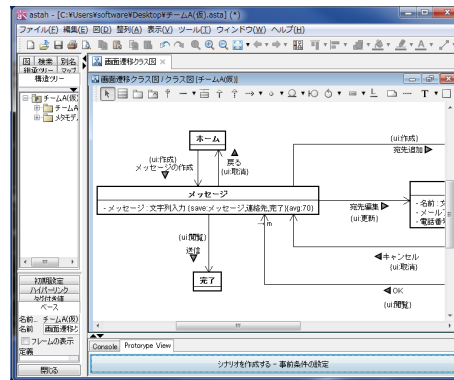 astah - [C:¥Users¥software¥Desktop¥チームA(仮).asta] (*)
ファイル(F) 編集(E) 図(D) 整列(A) 表示(V) ツール(T) ウィンドウ(W) ヘルプ(H)
図 検索 別名
継承ツリー マップ
構造ツリー
チームA(仮)
チームA
メタモデ
画面遷移クラス図 ×
画面遷移クラス図 / クラス図 [チームA(仮)]
T
ホーム
(ui:作成)
メッセージの作成
戻る
(ui:取消)
(ui:作成)
宛先追加
メッセージ
- メッセージ : 文字列入力 {save:メッセージ,連絡先,完了}{avg:70}
宛先編集
(ui:更新)
- 名前 : 文
- メール
- 電話番
m
(ui:閲覧)
送信
完了
キャンセル
(ui:取消)
OK
(ui:閲覧)
初期設定
ハイパーリンク
タグ付き値
ベース
名前... チームA(仮)
名前 画面遷移ク
フレームの表示
定義
閉じる
Console Protorype View
シナリオを作成する - 事前条件の設定